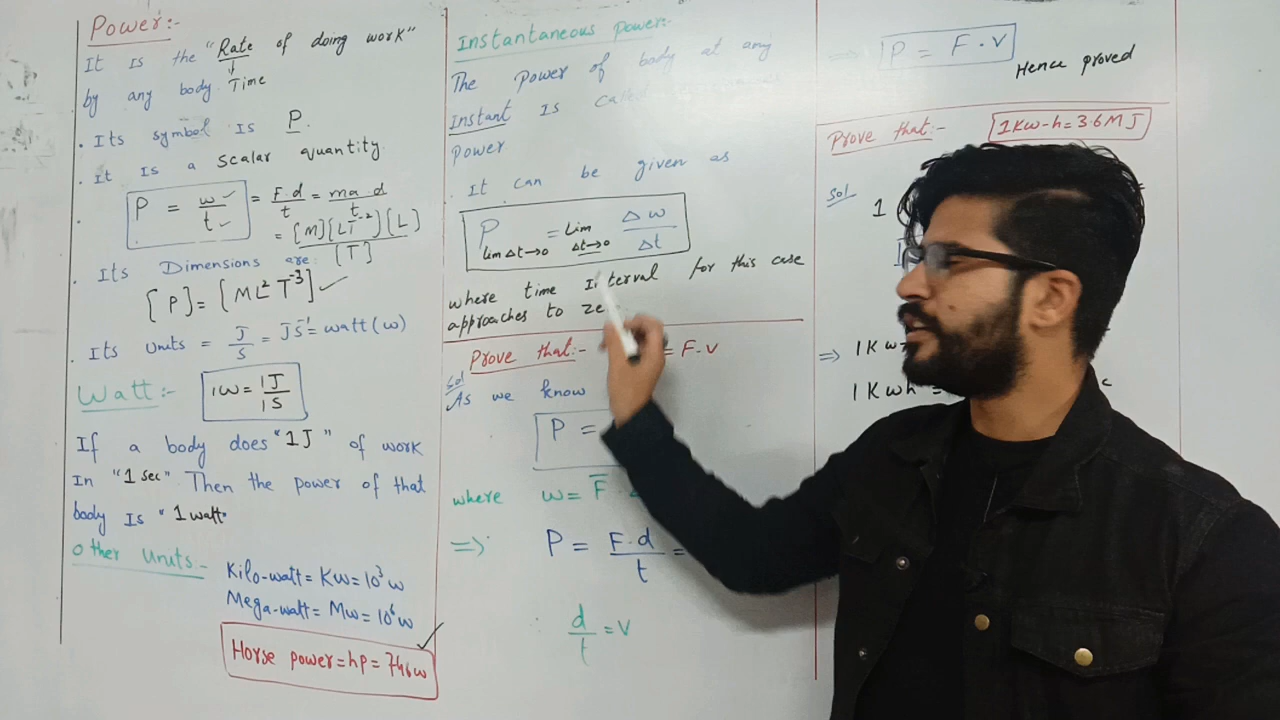 Power:-
It is the "Rate of doing work"
by any body. Time
. Its symbol is P.
. It is a scalar quantity.
. P = w/t = F.d/t = ma.d/t
= [M][LT⁻²][L]/[T]
. Its Dimensions are:
[P] = [ML²T⁻³]
. Its units = J/S = JS⁻¹ = watt (w)
Watt:- 1W = 1J/1S
If a body does "1J" of work
In "1 sec" Then the power of that
body Is "1 watt"
other units:-
Kilo-watt = Kw = 10³ w
Mega-watt = Mw = 10⁶ w
Horse power = hp = 746w
Instantaneous power:-
The power of body at any
Instant is
power
. It can be given as
P lim Δt→0 = Lim Δt→0 Δw/Δt
where time Interval for this case
approaches to
Prove that:- = F.v
Sol
As we know
P =
where w = F̅ .
=> P = F.d/t =
∴ d/t = V
=> P = F.v
Hence proved
Prove that:- 1Kw-h = 3.6MJ
Sol
1
=> 1Kw-
1Kwh =